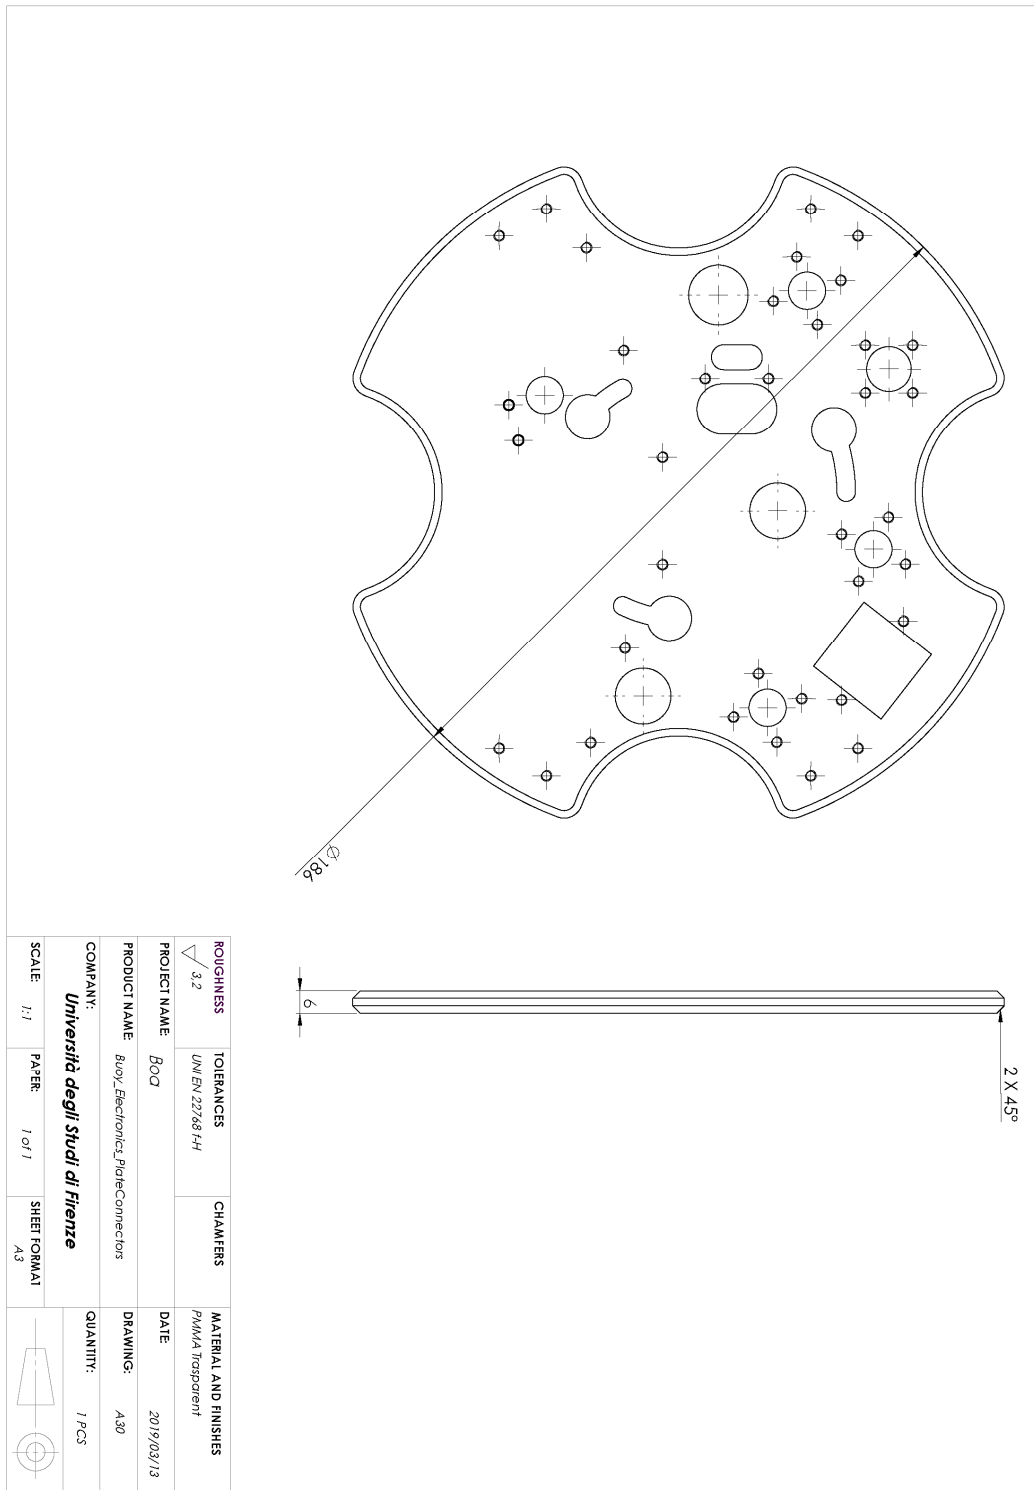 Ø186
6
2 X 45°
ROUGHNESS
3,2
TOLERANCES
UNI EN 22768 f-H
CHAMFERS
MATERIAL AND FINISHES
PMMA Trasparent
PROJECT NAME:
Boa
DATE:
2019/03/13
PRODUCT NAME:
Buoy_Electronics_PlateConnectors
DRAWING:
A30
COMPANY:
Università degli Studi di Firenze
QUANTITY:
1 PCS
SCALE:
1:1
PAPER:
1 of 1
SHEET FORMAT
A3